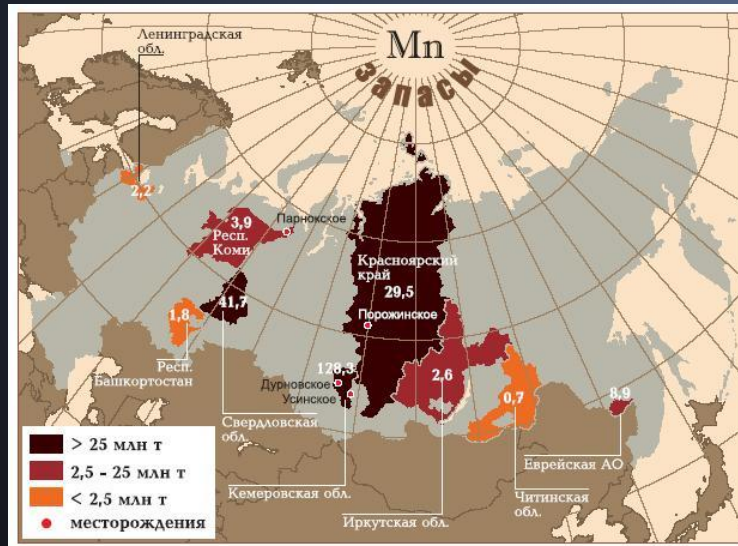 Ленинградская
обл.
Mn
запасы
2,2
3,9
Респ.
Коми
Парнокское
Красноярский
край
29,5
41,7
1,8
Порожинское
Респ.
Башкортостан
128,3
2,6
Дурновское
Усинское
0,7
8,9
Свердловская
обл.
Еврейская АО
> 25 млн т
2,5 - 25 млн т
< 2,5 млн т
месторождения
Кемеровская обл.
Иркутская обл.
Читинская
обл.